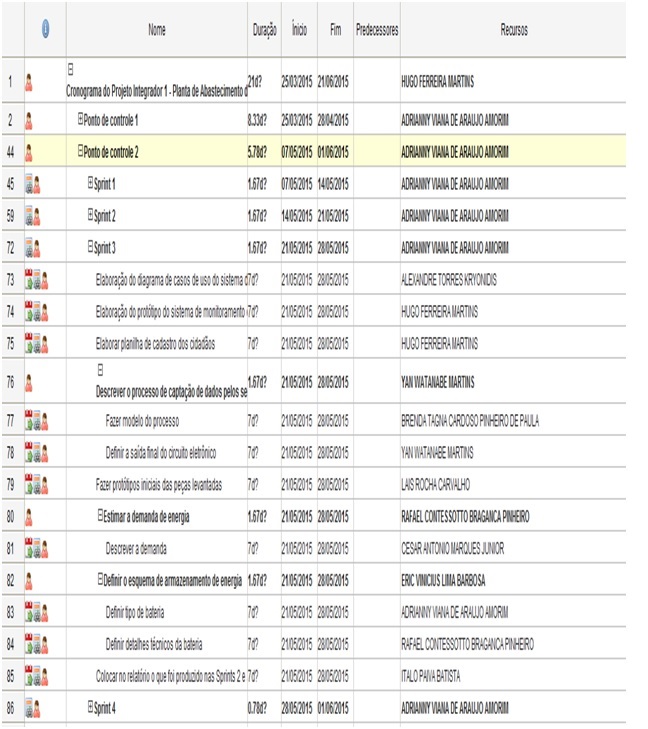 Nome Duração Início Fim Predecessores Recursos
1 Cronograma do Projeto Integrador 1 - Planta de Abastecimento d 21d? 25/03/2015 21/06/2015 HUGO FERREIRA MARTINS
2 Ponto de controle 1 8.33d? 25/03/2015 28/04/2015 ADRIANNY VIANA DE ARAUJO AMORIM
44 Ponto de controle 2 5.78d? 07/05/2015 01/06/2015 ADRIANNY VIANA DE ARAUJO AMORIM
45 Sprint 1 1.67d? 07/05/2015 14/05/2015 ADRIANNY VIANA DE ARAUJO AMORIM
59 Sprint 2 1.67d? 14/05/2015 21/05/2015 ADRIANNY VIANA DE ARAUJO AMORIM
72 Sprint 3 1.67d? 21/05/2015 28/05/2015 ADRIANNY VIANA DE ARAUJO AMORIM
73 Elaboração do diagrama de casos de uso do sistema d 7d? 21/05/2015 28/05/2015 ALEXANDRE TORRES KRYONIDIS
74 Elaboração do protótipo do sistema de monitoramento 7d? 21/05/2015 28/05/2015 HUGO FERREIRA MARTINS
75 Elaborar planilha de cadastro dos cidadãos 7d? 21/05/2015 28/05/2015 HUGO FERREIRA MARTINS
76 Descrever o processo de captação de dados pelos se 1.67d? 21/05/2015 28/05/2015 YAN WATANABE MARTINS
77 Fazer modelo do processo 7d? 21/05/2015 28/05/2015 BRENDA TAGNA CARDOSO PINHEIRO DE PAULA
78 Definir a saída final do circuito eletrônico 7d? 21/05/2015 28/05/2015 YAN WATANABE MARTINS
79 Fazer protótipos iniciais das peças levantadas 7d? 21/05/2015 28/05/2015 LAIS ROCHA CARVALHO
80 Estimar a demanda de energia 1.67d? 21/05/2015 28/05/2015 RAFAEL CONTESSOTTO BRAGANCA PINHEIRO
81 Descrever a demanda 7d? 21/05/2015 28/05/2015 CESAR ANTONIO MARQUES JUNIOR
82 Definir o esquema de armazenamento de energia 1.67d? 21/05/2015 28/05/2015 ERIC VINICIUS LIMA BARBOSA
83 Definir tipo de bateria 7d? 21/05/2015 28/05/2015 ADRIANNY VIANA DE ARAUJO AMORIM
84 Definir detalhes técnicos da bateria 7d? 21/05/2015 28/05/2015 RAFAEL CONTESSOTTO BRAGANCA PINHEIRO
85 Colocar no relatório o que foi produzido nas Sprints 2 e 7d? 21/05/2015 28/05/2015 ITALO PAIVA BATISTA
86 Sprint 4 0.78d? 28/05/2015 01/06/2015 ADRIANNY VIANA DE ARAUJO AMORIM